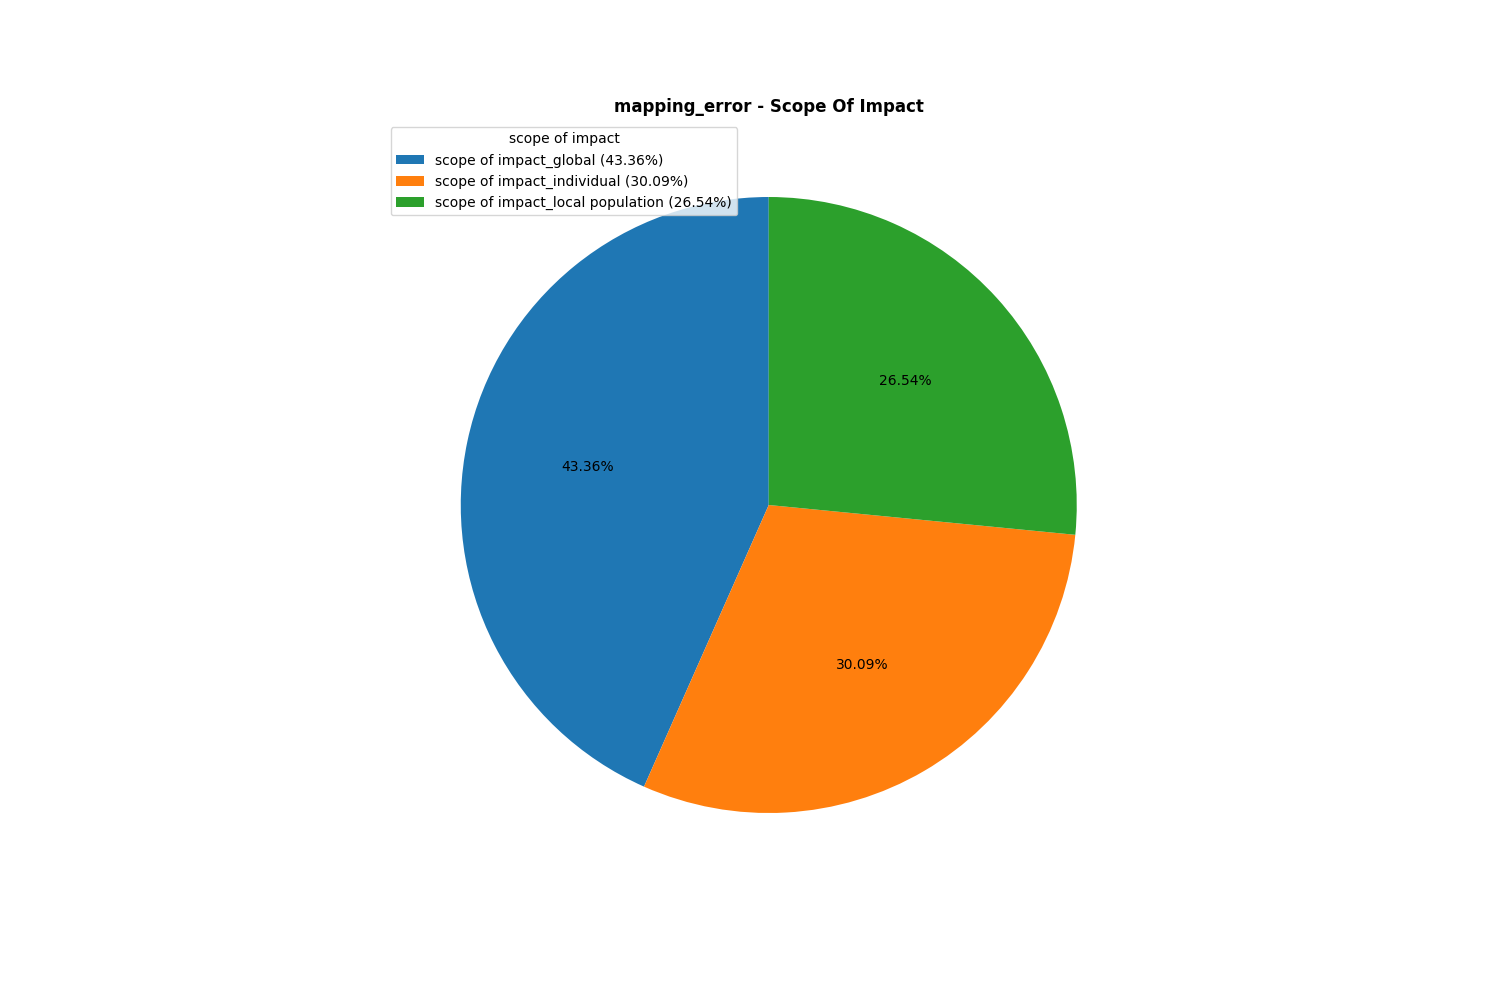 mapping_error - Scope Of Impact
scope of impact
scope of impact_global (43.36%)
scope of impact_individual (30.09%)
scope of impact_local population (26.54%)
26.54%
43.36%
30.09%